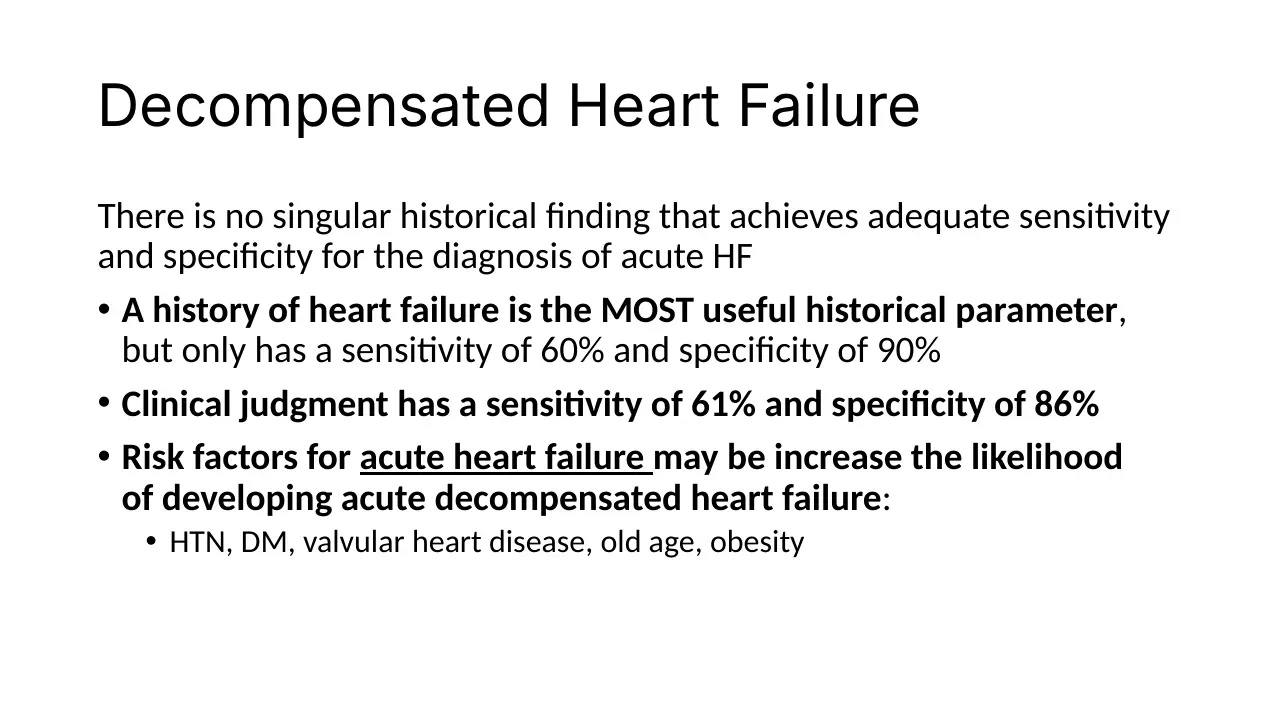 Decompensated Heart Failure
There is no singular historical finding that achieves adequate sensitivity
and specificity for the diagnosis of acute HF
• A history of heart failure is the MOST useful historical parameter,
but only has a sensitivity of 60% and specificity of 90%
• Clinical judgment has a sensitivity of 61% and specificity of 86%
• Risk factors for acute heart failure may be increase the likelihood
of developing acute decompensated heart failure:
• HTN, DM, valvular heart disease, old age, obesity